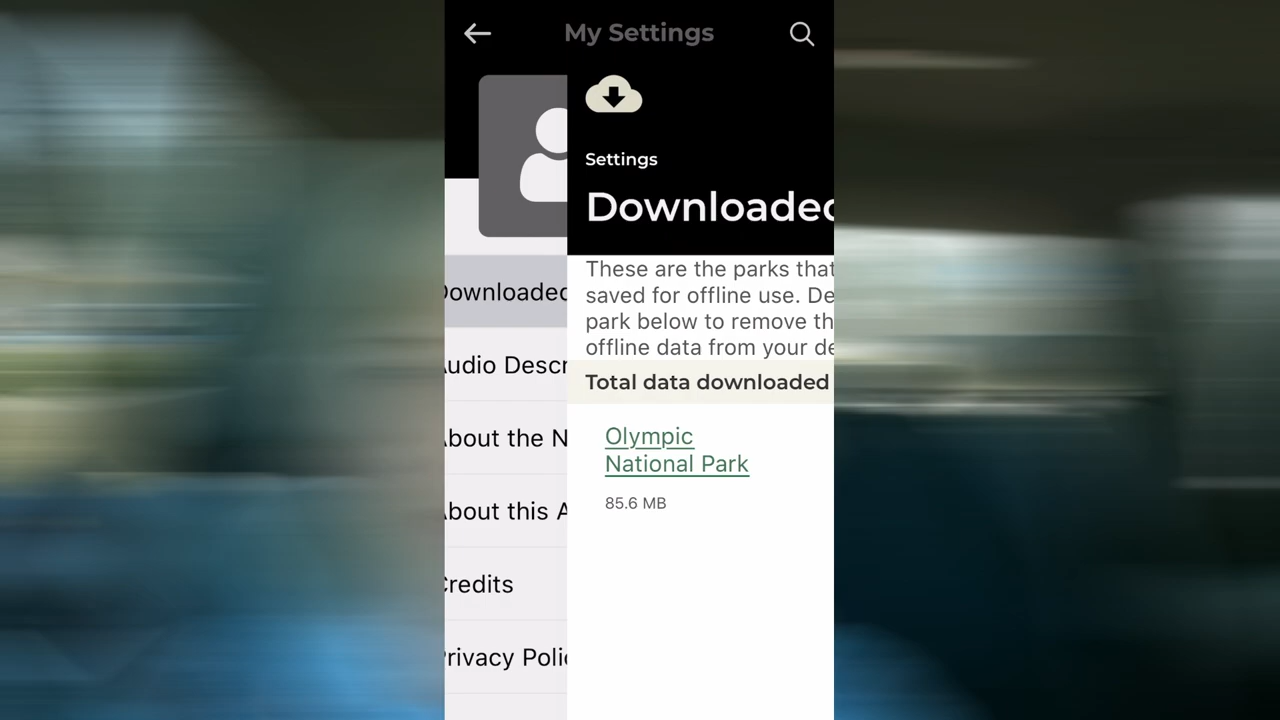 My Settings
Settings
Downloaded
These are the parks that
saved for offline use. De
park below to remove th
offline data from your de
Total data downloaded
Olympic
National Park
85.6 MB
Downloaded
Audio Descr
About the N
About this A
Credits
Privacy Polic